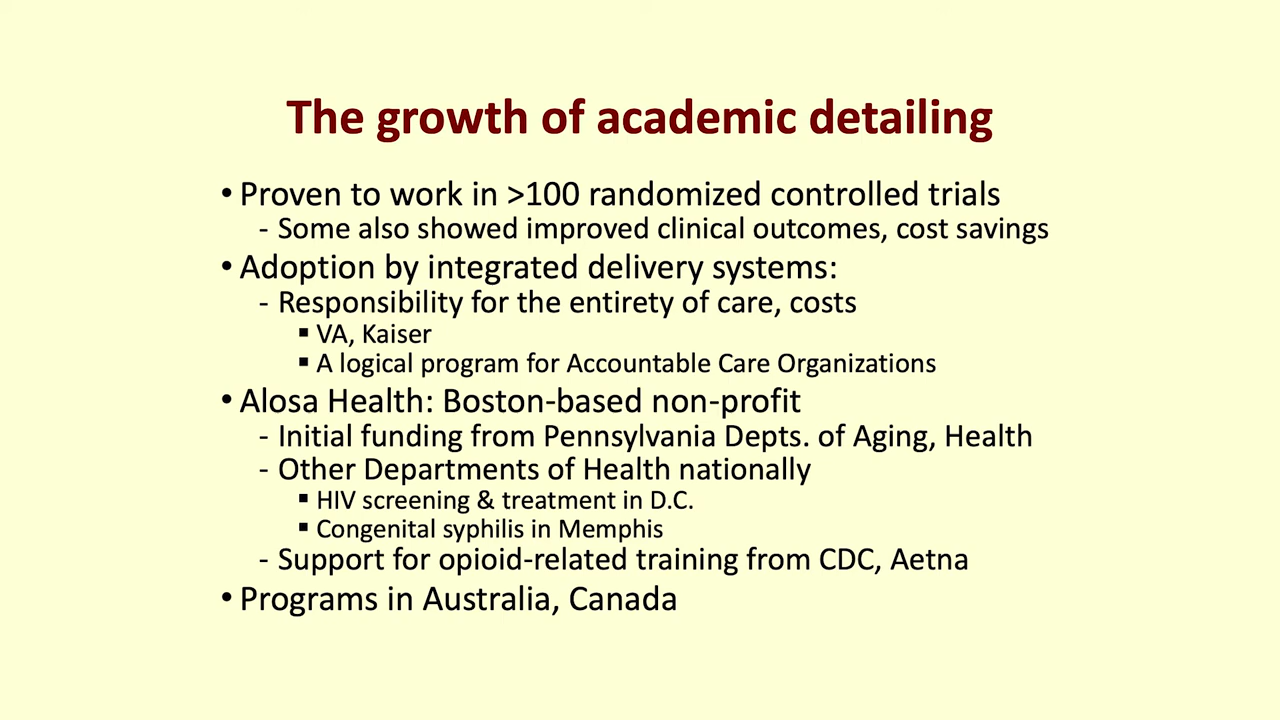 The growth of academic detailing
• Proven to work in >100 randomized controlled trials
- Some also showed improved clinical outcomes, cost savings
• Adoption by integrated delivery systems:
- Responsibility for the entirety of care, costs
▪ VA, Kaiser
▪ A logical program for Accountable Care Organizations
• Alosa Health: Boston-based non-profit
- Initial funding from Pennsylvania Depts. of Aging, Health
- Other Departments of Health nationally
▪ HIV screening & treatment in D.C.
▪ Congenital syphilis in Memphis
- Support for opioid-related training from CDC, Aetna
• Programs in Australia, Canada